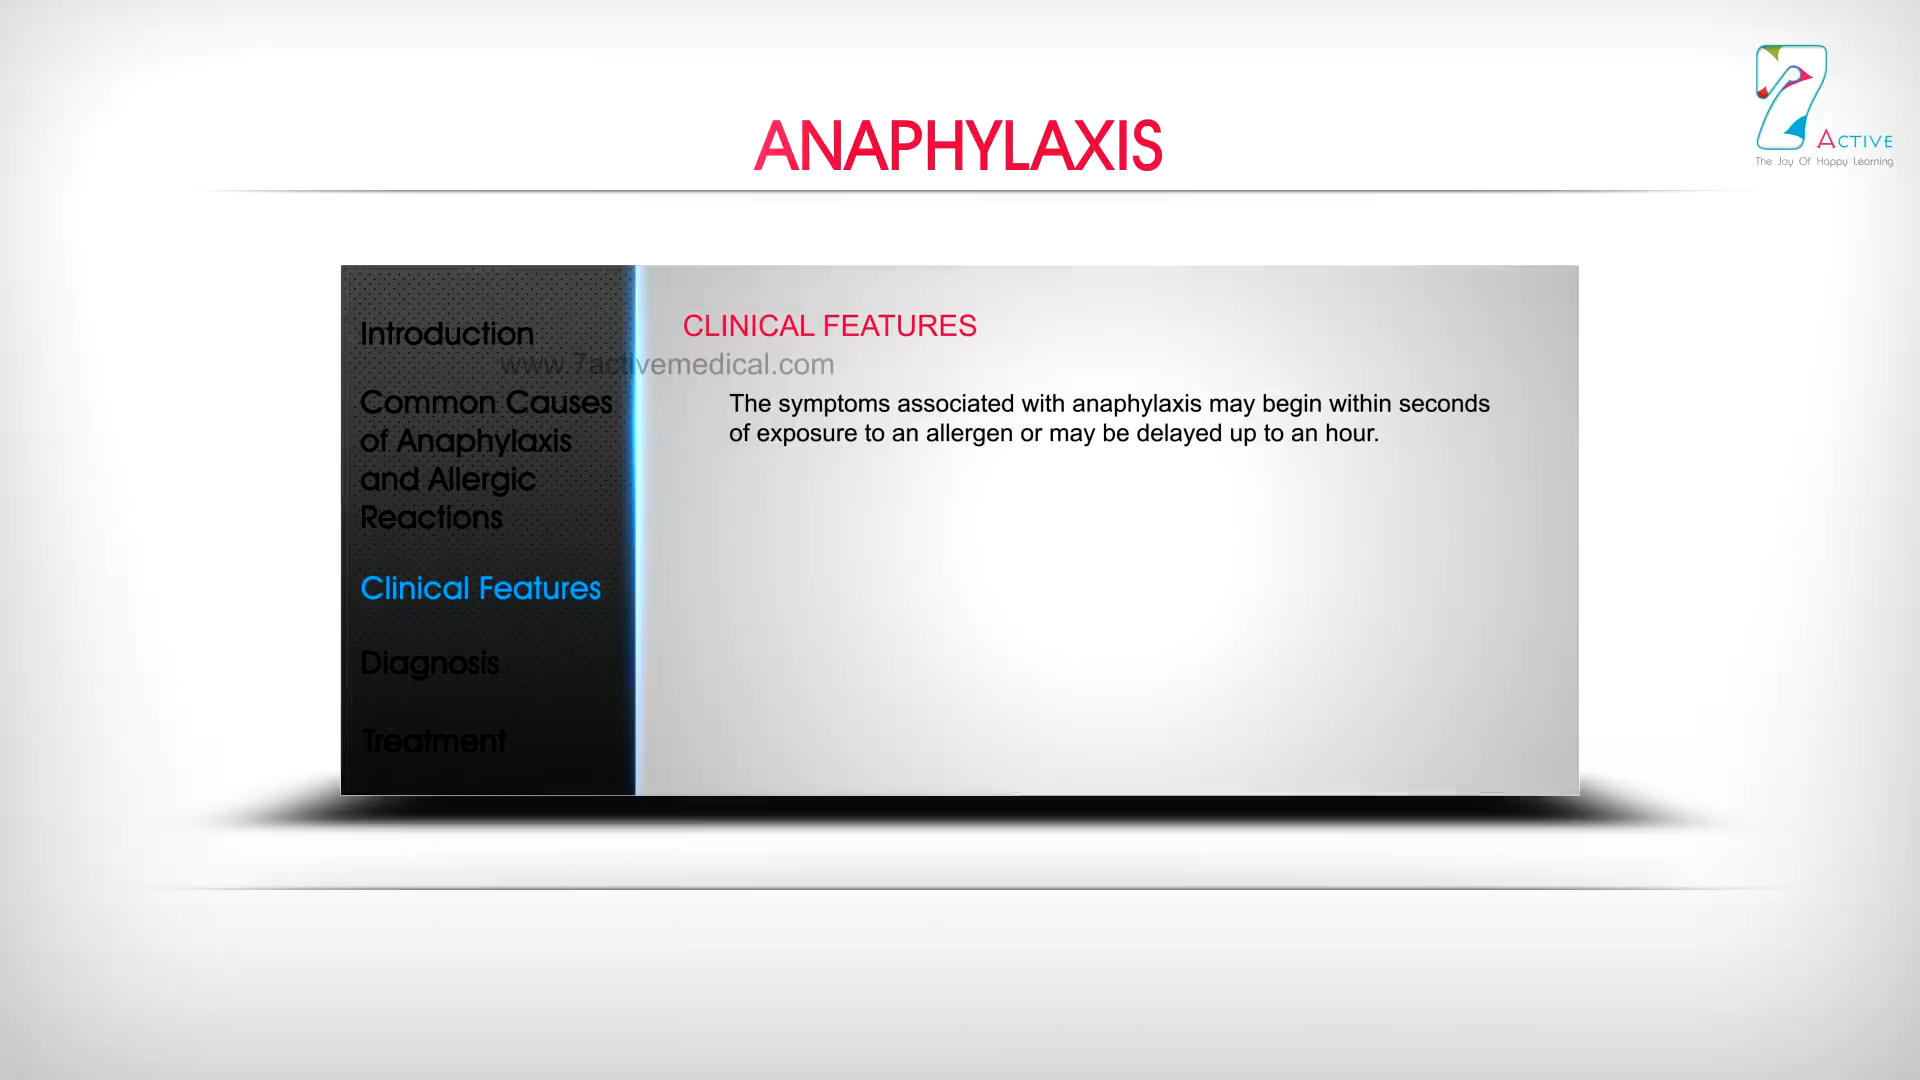 ANAPHYLAXIS
7
ACTIVE
The Joy Of Happy Learning
Introduction
Common Causes
of Anaphylaxis
and Allergic
Reactions
Clinical Features
Diagnosis
Treatment
CLINICAL FEATURES
www.7activemedical.com
The symptoms associated with anaphylaxis may begin within seconds
of exposure to an allergen or may be delayed up to an hour.